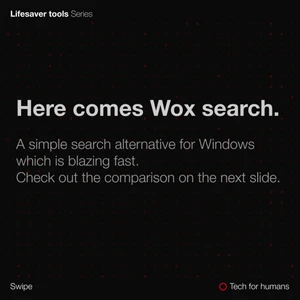 Lifesaver tools Series
Here comes Wox search.
A simple search alternative for Windows
which is blazing fast.
Check out the comparison on the next slide.
Swipe
Tech for humans